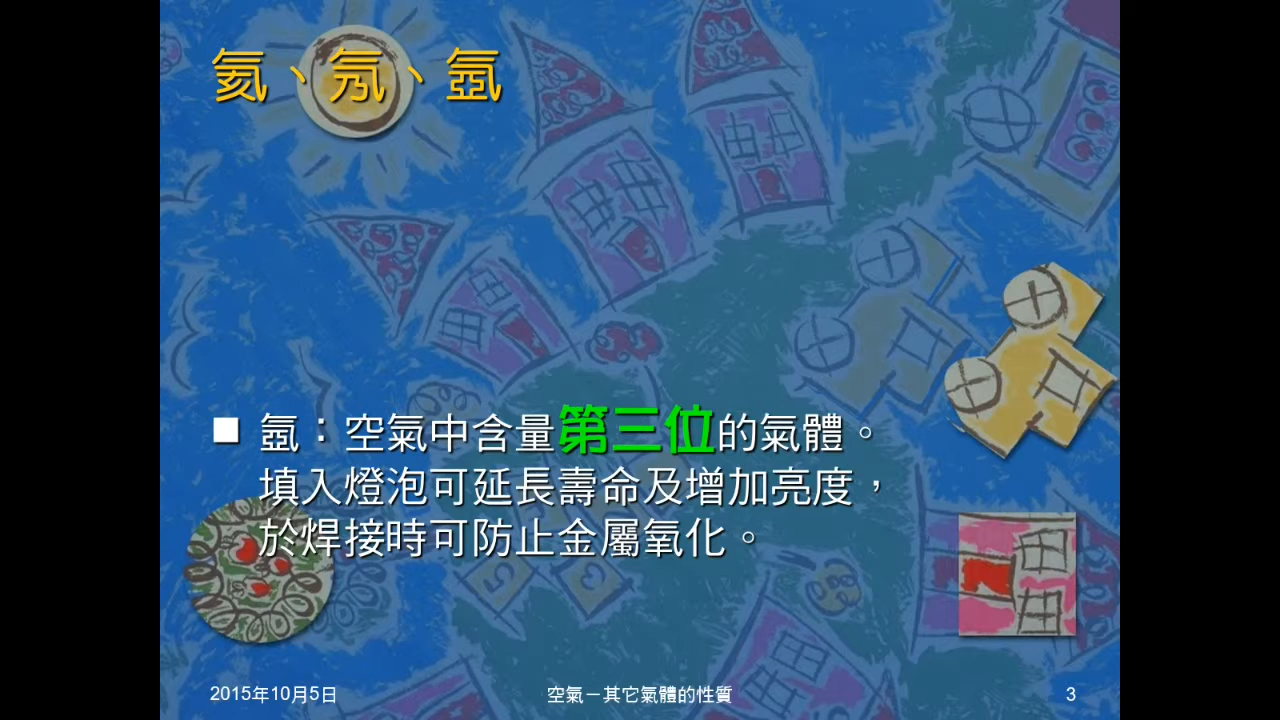 氦、氖、氬
氬：空氣中含量第三位的氣體。
填入燈泡可延長壽命及增加亮度，
於焊接時可防止金屬氧化。
2015年10月5日
空氣－其它氣體的性質
3